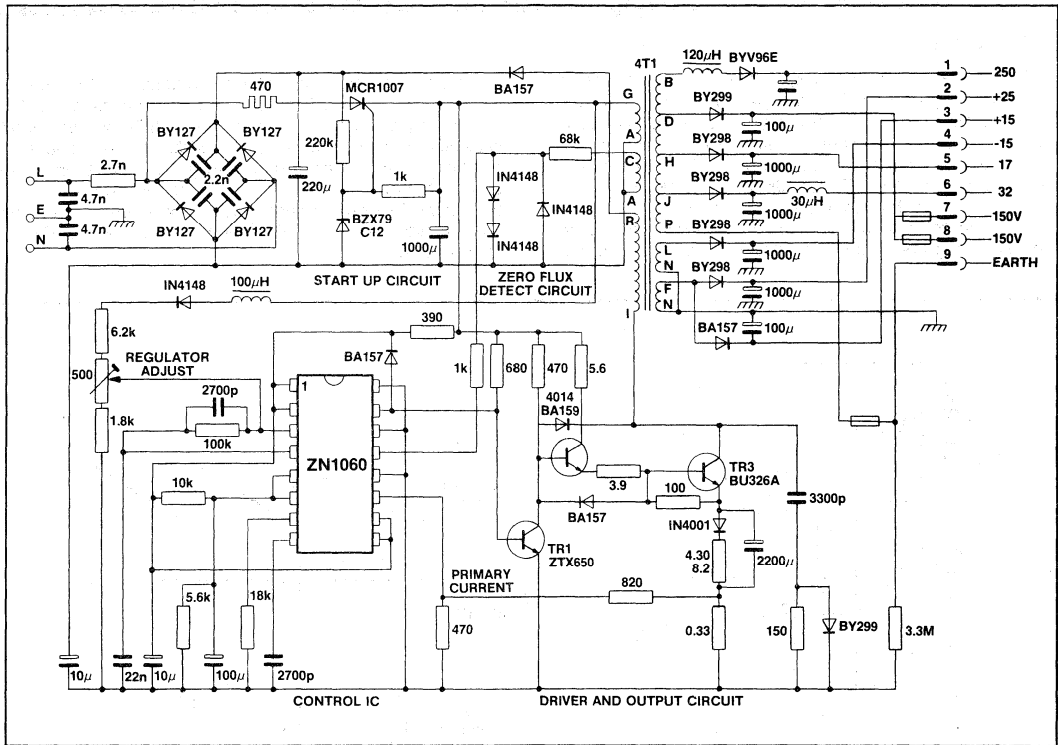 120µH
BYV96E
4T1
1
250
470
MCR1007
BA157
B
2
+25
G
BY299
3
+15
BY127
BY127
D
100µ
4
-15
220k
68k
A
BY298
5
17
L
2.7n
2.2n
C
H
1000µ
6
32
220µ
1k
IN4148
BY298
30µH
4.7n
A
J
7
150V
E
IN4148
R
1000µ
8
150V
4.7n
BZX79
C12
P
BY298
9
EARTH
N
BY127
BY127
1000µ
IN4148
L
1000µ
START UP CIRCUIT
ZERO FLUX
DETECT CIRCUIT
N
BY298
IN4148
100µH
F
1000µ
I
N
BA157
100µ
6.2k
390
REGULATOR
ADJUST
BA157
1k
680
470
5.6
500
1
2700p
4014
BA159
1.8k
100k
ZN1060
TR3
BU326A
10k
3.9
3300p
BA157
100
TR1
ZTX650
IN4001
4.30
8.2
2200µ
PRIMARY
CURRENT
820
5.6k
18k
470
0.33
150
BY299
3.3M
10µ
22n
10µ
100µ
2700p
CONTROL IC
DRIVER AND OUTPUT CIRCUIT